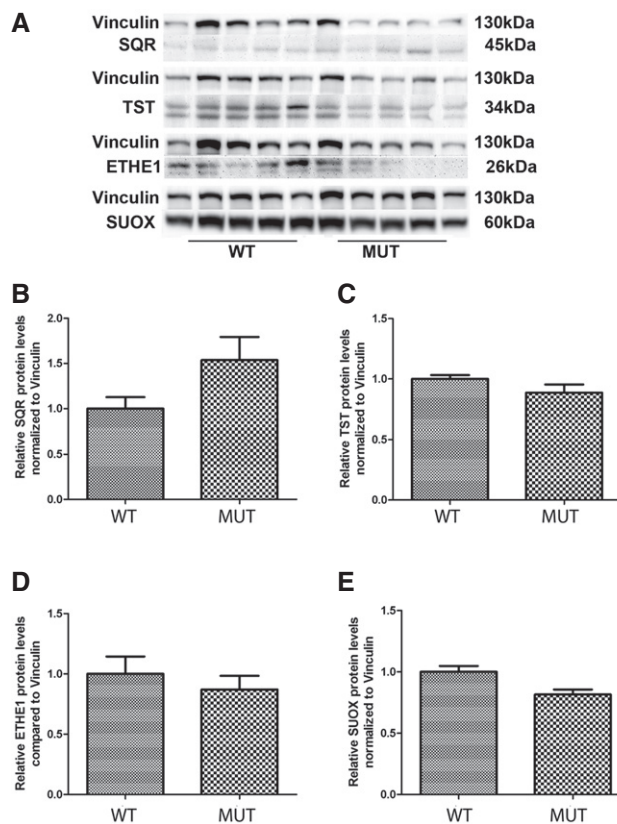 A
Vinculin 130kDa
SQR 45kDa
Vinculin 130kDa
TST 34kDa
Vinculin 130kDa
ETHE1 26kDa
Vinculin 130kDa
SUOX 60kDa
WT MUT
B
Relative SQR protein levels
normalized to Vinculin
2.0
1.5
1.0
0.5
0.0
WT MUT
C
Relative TST protein levels
normalized to Vinculin
1.5
1.0
0.5
0.0
WT MUT
D
Relative ETHE1 protein levels
compared to Vinculin
1.5
1.0
0.5
0.0
WT MUT
E
Relative SUOX protein levels
normalized to Vinculin
1.5
1.0
0.5
0.0
WT MUT